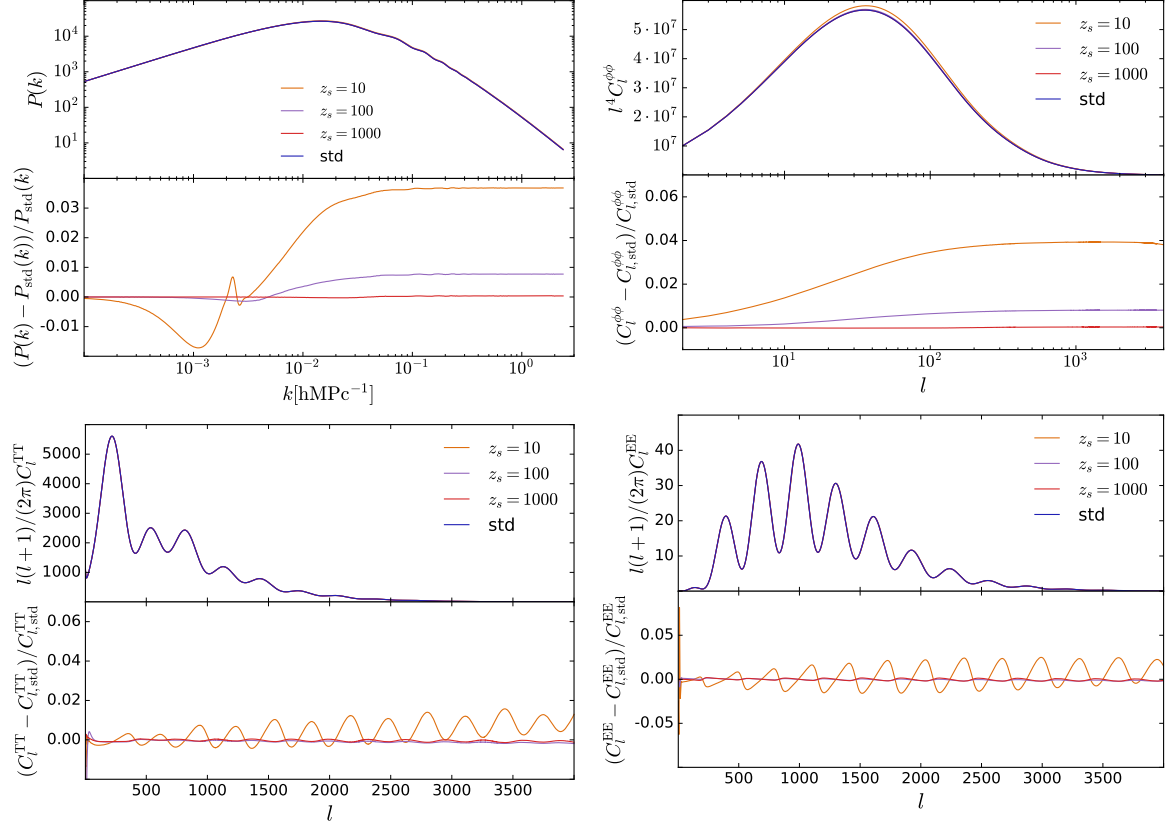 10^4
10^3
10^2
10^1
P(k)
z_s = 10
z_s = 100
z_s = 1000
std
0.03
0.02
0.01
0.00
-0.01
(P(k) − P_std(k))/P_std(k)
10^-3 10^-2 10^-1 10^0
k[hMPc^−1]
5·10^7
4·10^7
3·10^7
2·10^7
10^7
l^4 C_l^ϕϕ
z_s = 10
z_s = 100
z_s = 1000
std
0.06
0.04
0.02
0.00
(C_l^ϕϕ − C_{l,std}^ϕϕ)/C_{l,std}^ϕϕ
10^1 10^2 10^3
l
5000
4000
3000
2000
1000
l(l+1)/(2π)C_l^TT
z_s = 10
z_s = 100
z_s = 1000
std
0.06
0.04
0.02
0.00
(C_l^TT − C_{l,std}^TT)/C_{l,std}^TT
500 1000 1500 2000 2500 3000 3500
l
40
30
20
10
l(l+1)/(2π)C_l^EE
z_s = 10
z_s = 100
z_s = 1000
std
0.05
0.00
-0.05
(C_l^EE − C_{l,std}^EE)/C_{l,std}^EE
500 1000 1500 2000 2500 3000 3500
l